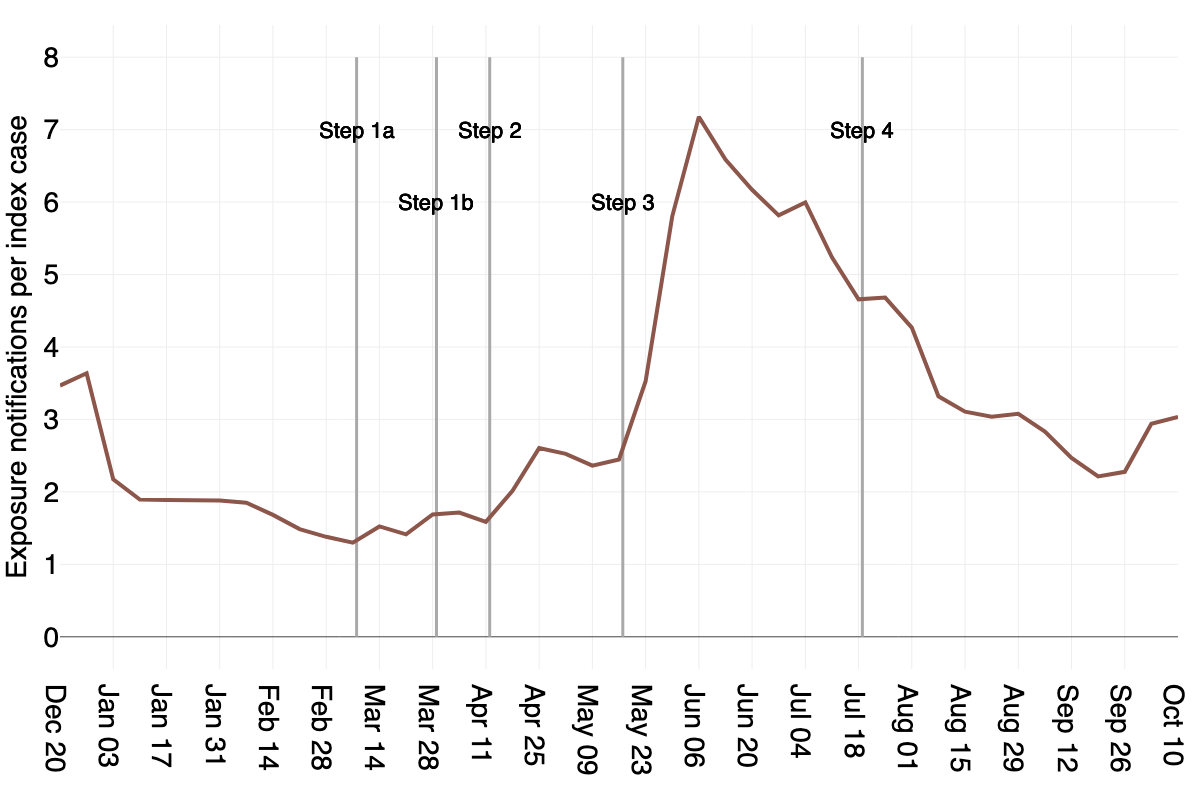 Exposure notifications per index case
8
7
6
5
4
3
2
1
0
Step 1a
Step 2
Step 4
Step 1b
Step 3
Dec 20
Jan 03
Jan 17
Jan 31
Feb 14
Feb 28
Mar 14
Mar 28
Apr 11
Apr 25
May 09
May 23
Jun 06
Jun 20
Jul 04
Jul 18
Aug 01
Aug 15
Aug 29
Sep 12
Sep 26
Oct 10